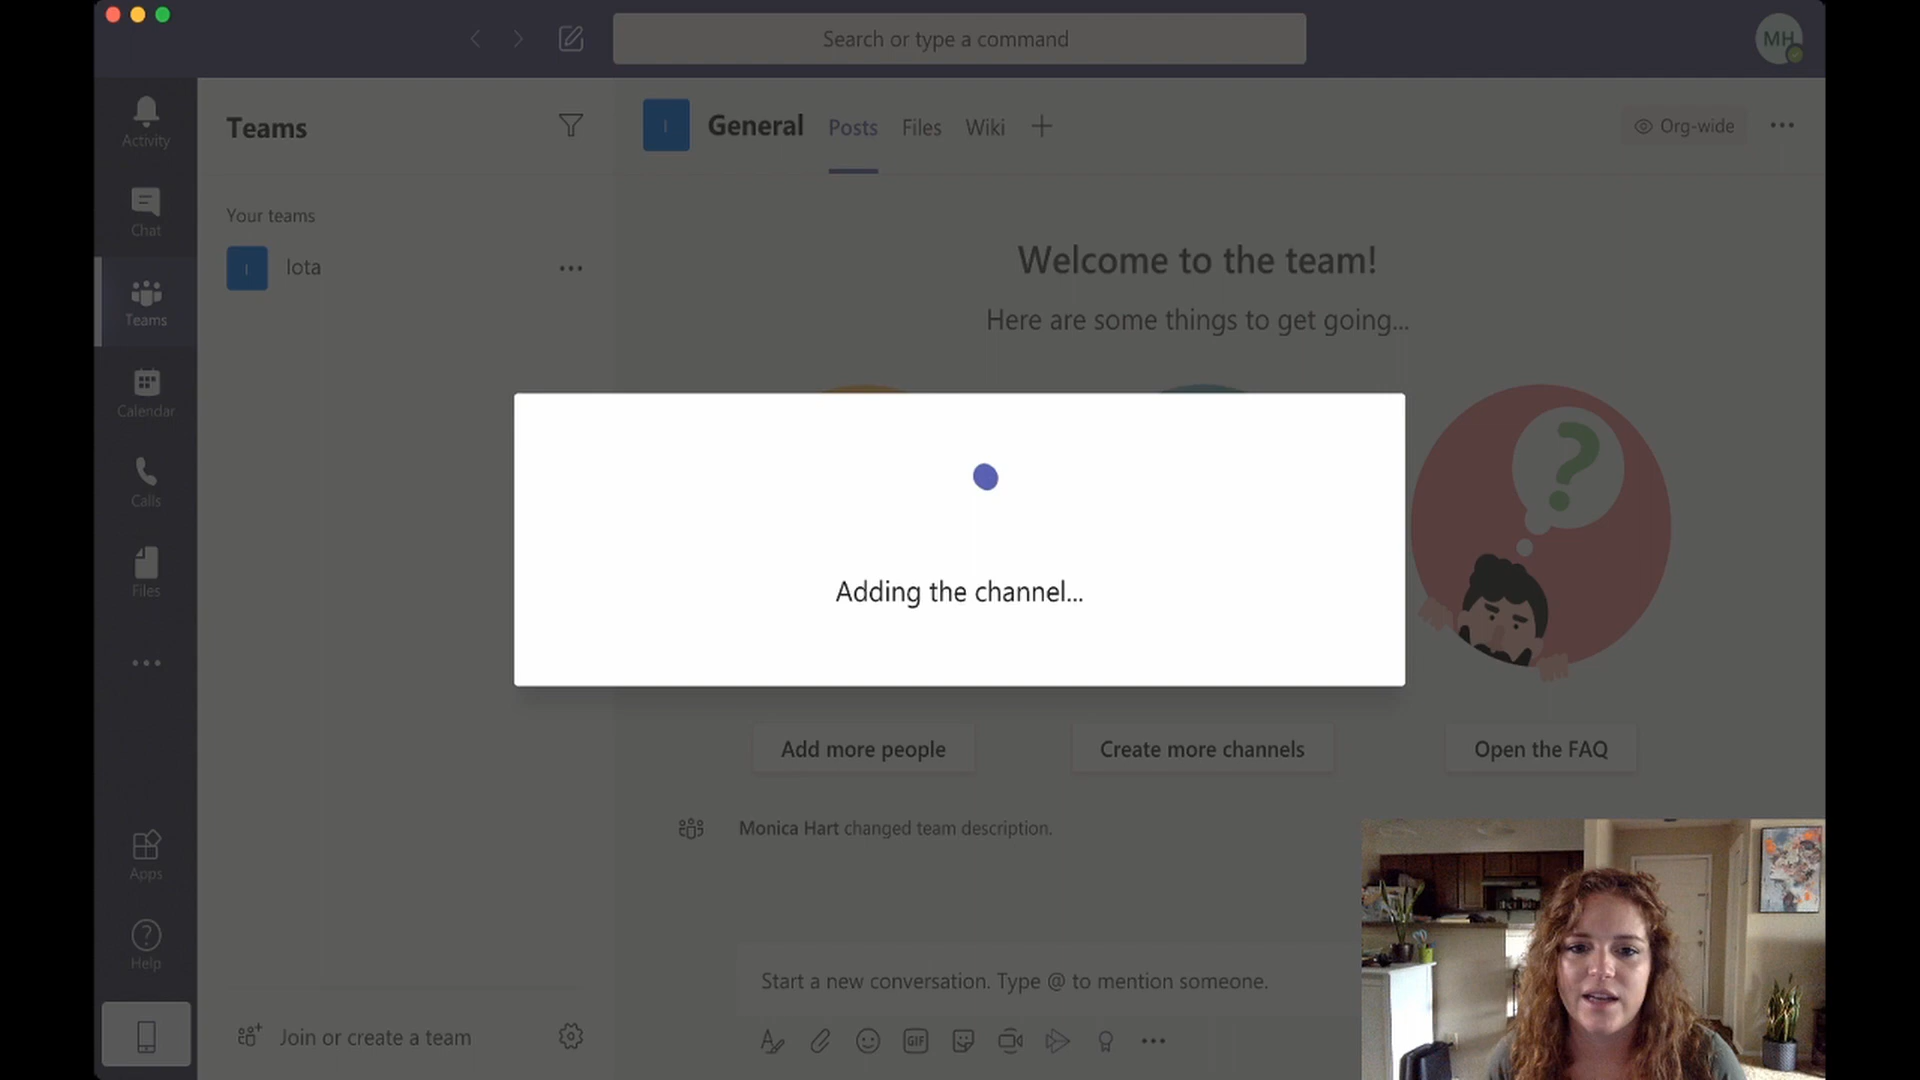 Search or type a command
MH
Activity
Chat
Teams
Calendar
Calls
Files
Apps
Help
Teams
Your teams
I
Iota
Join or create a team
I
General
Posts
Files
Wiki
Org-wide
Welcome to the team!
Here are some things to get going...
?
Adding the channel...
Add more people
Create more channels
Open the FAQ
Monica Hart changed team description.
Start a new conversation. Type @ to mention someone.
GIF